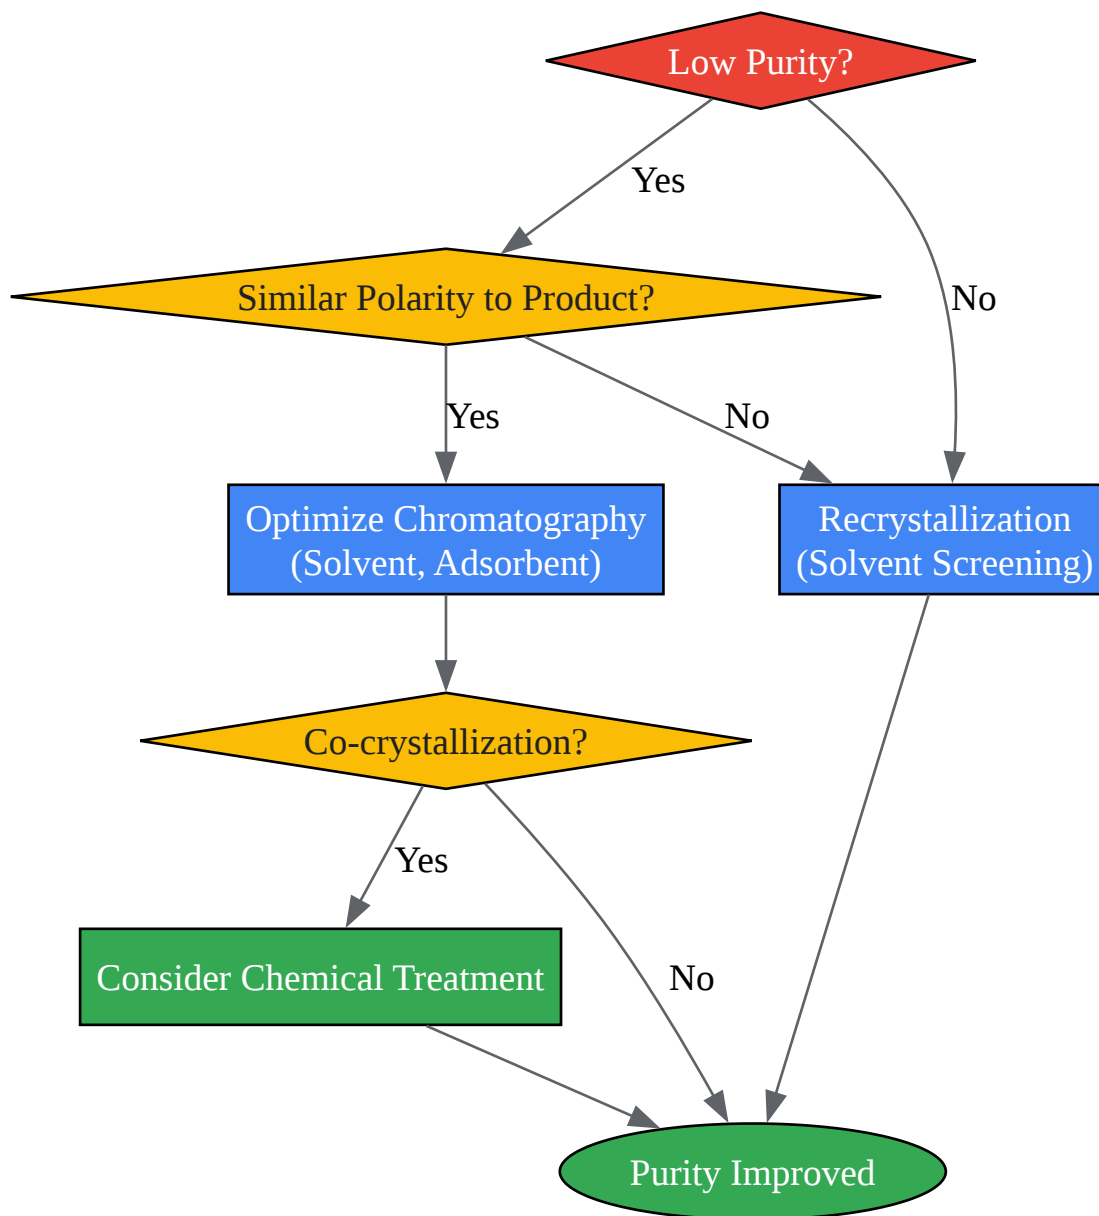 Low Purity?
Yes
Similar Polarity to Product?
No
Yes
No
Optimize Chromatography
(Solvent, Adsorbent)
Recrystallization
(Solvent Screening)
Co-crystallization?
Yes
Consider Chemical Treatment
No
Purity Improved